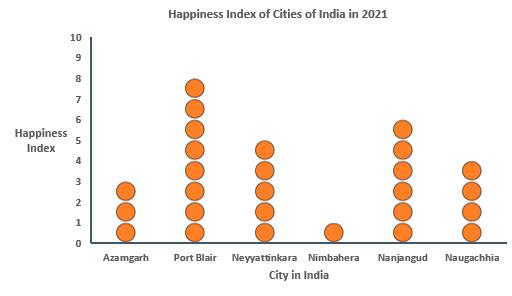 Happiness Index of Cities of India in 2021
10
9
8
7
6
5
4
3
2
1
0
Happiness
Index
Azamgarh Port Blair Neyyattinkara Nimbahera Nanjangud Naugachhia
City in India